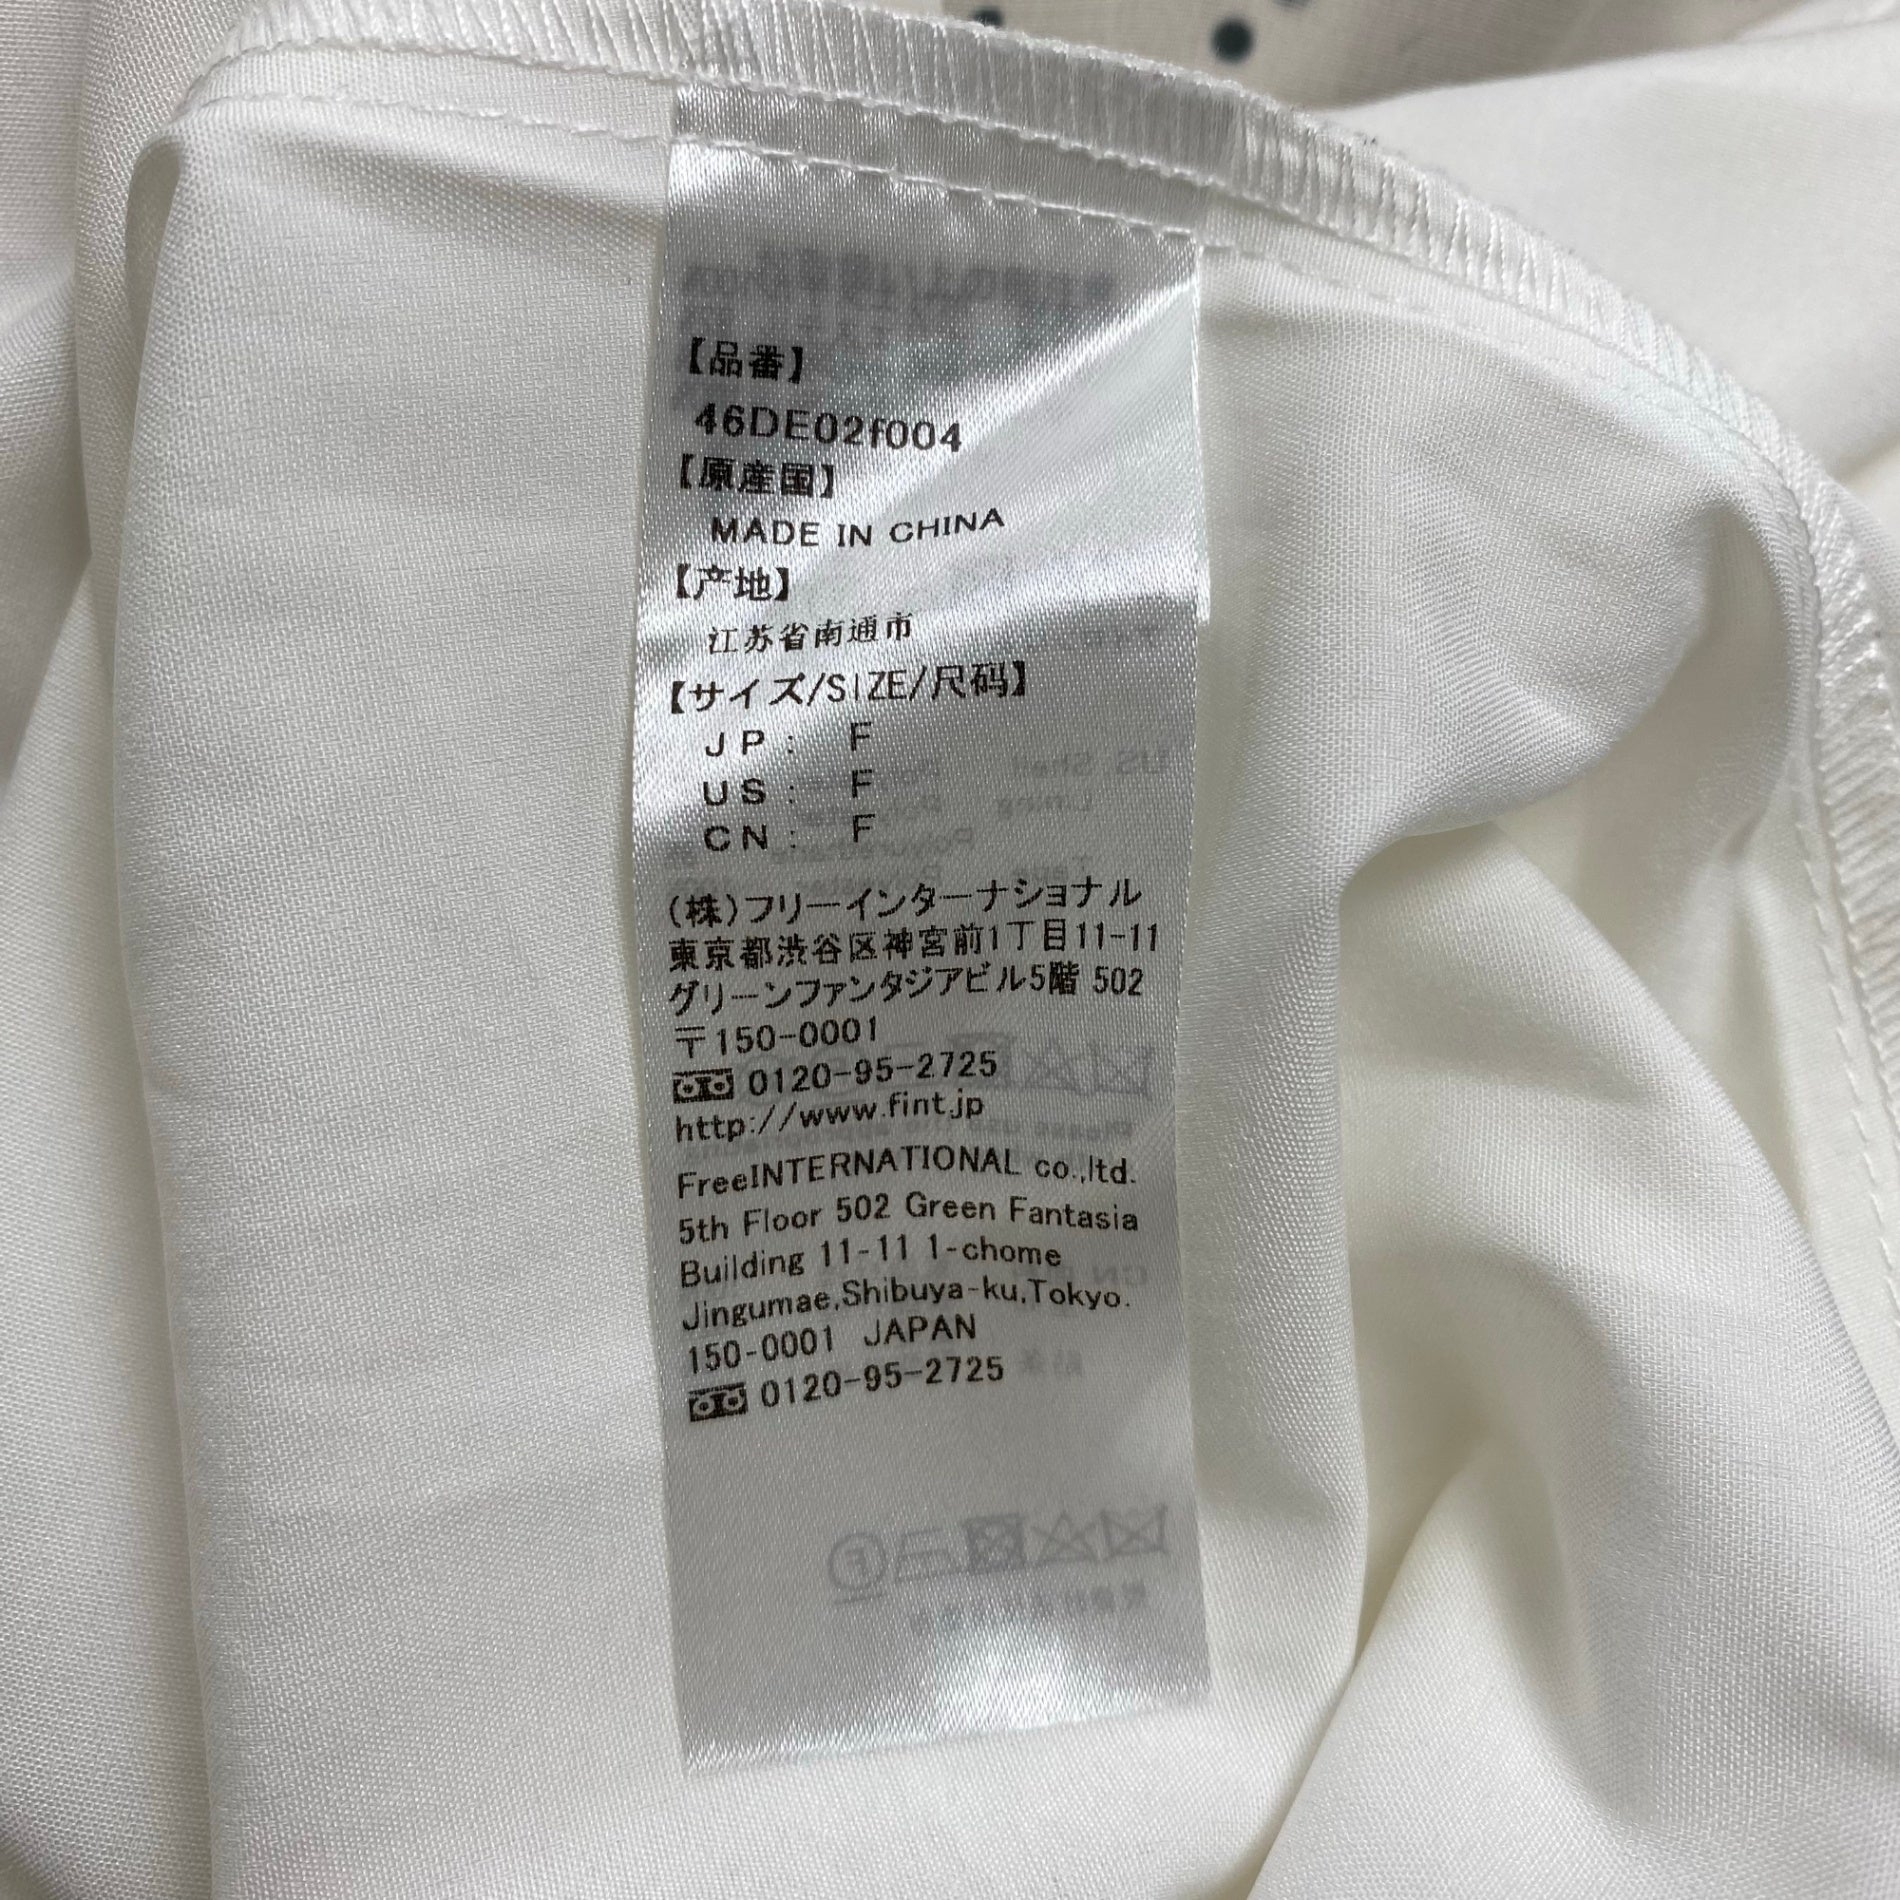 【品番】
46DE02f004
【原産国】
MADE IN CHINA
【产地】
江苏省南通市
【サイズ/SIZE/尺码】
JP: F
US: F
CN: F
(株)フリーインターナショナル
東京都渋谷区神宮前1丁目11-11
グリーンファンタジアビル5階 502
〒150-0001
0120-95-2725
http://www.fint.jp
FreeINTERNATIONAL co.,ltd.
5th Floor 502 Green Fantasia
Building 11-11 1-chome
Jingumae,Shibuya-ku,Tokyo.
150-0001 JAPAN
0120-95-2725